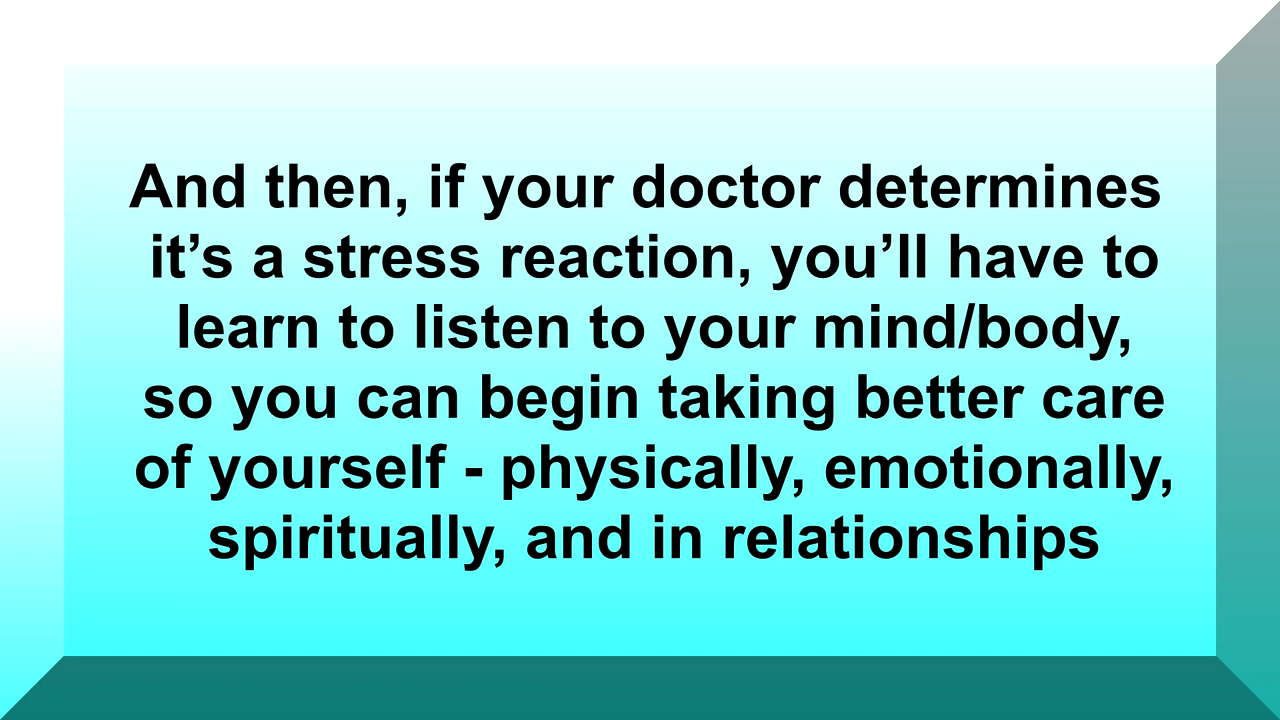 And then, if your doctor determines
it’s a stress reaction, you’ll have to
learn to listen to your mind/body,
so you can begin taking better care
of yourself - physically, emotionally,
spiritually, and in relationships